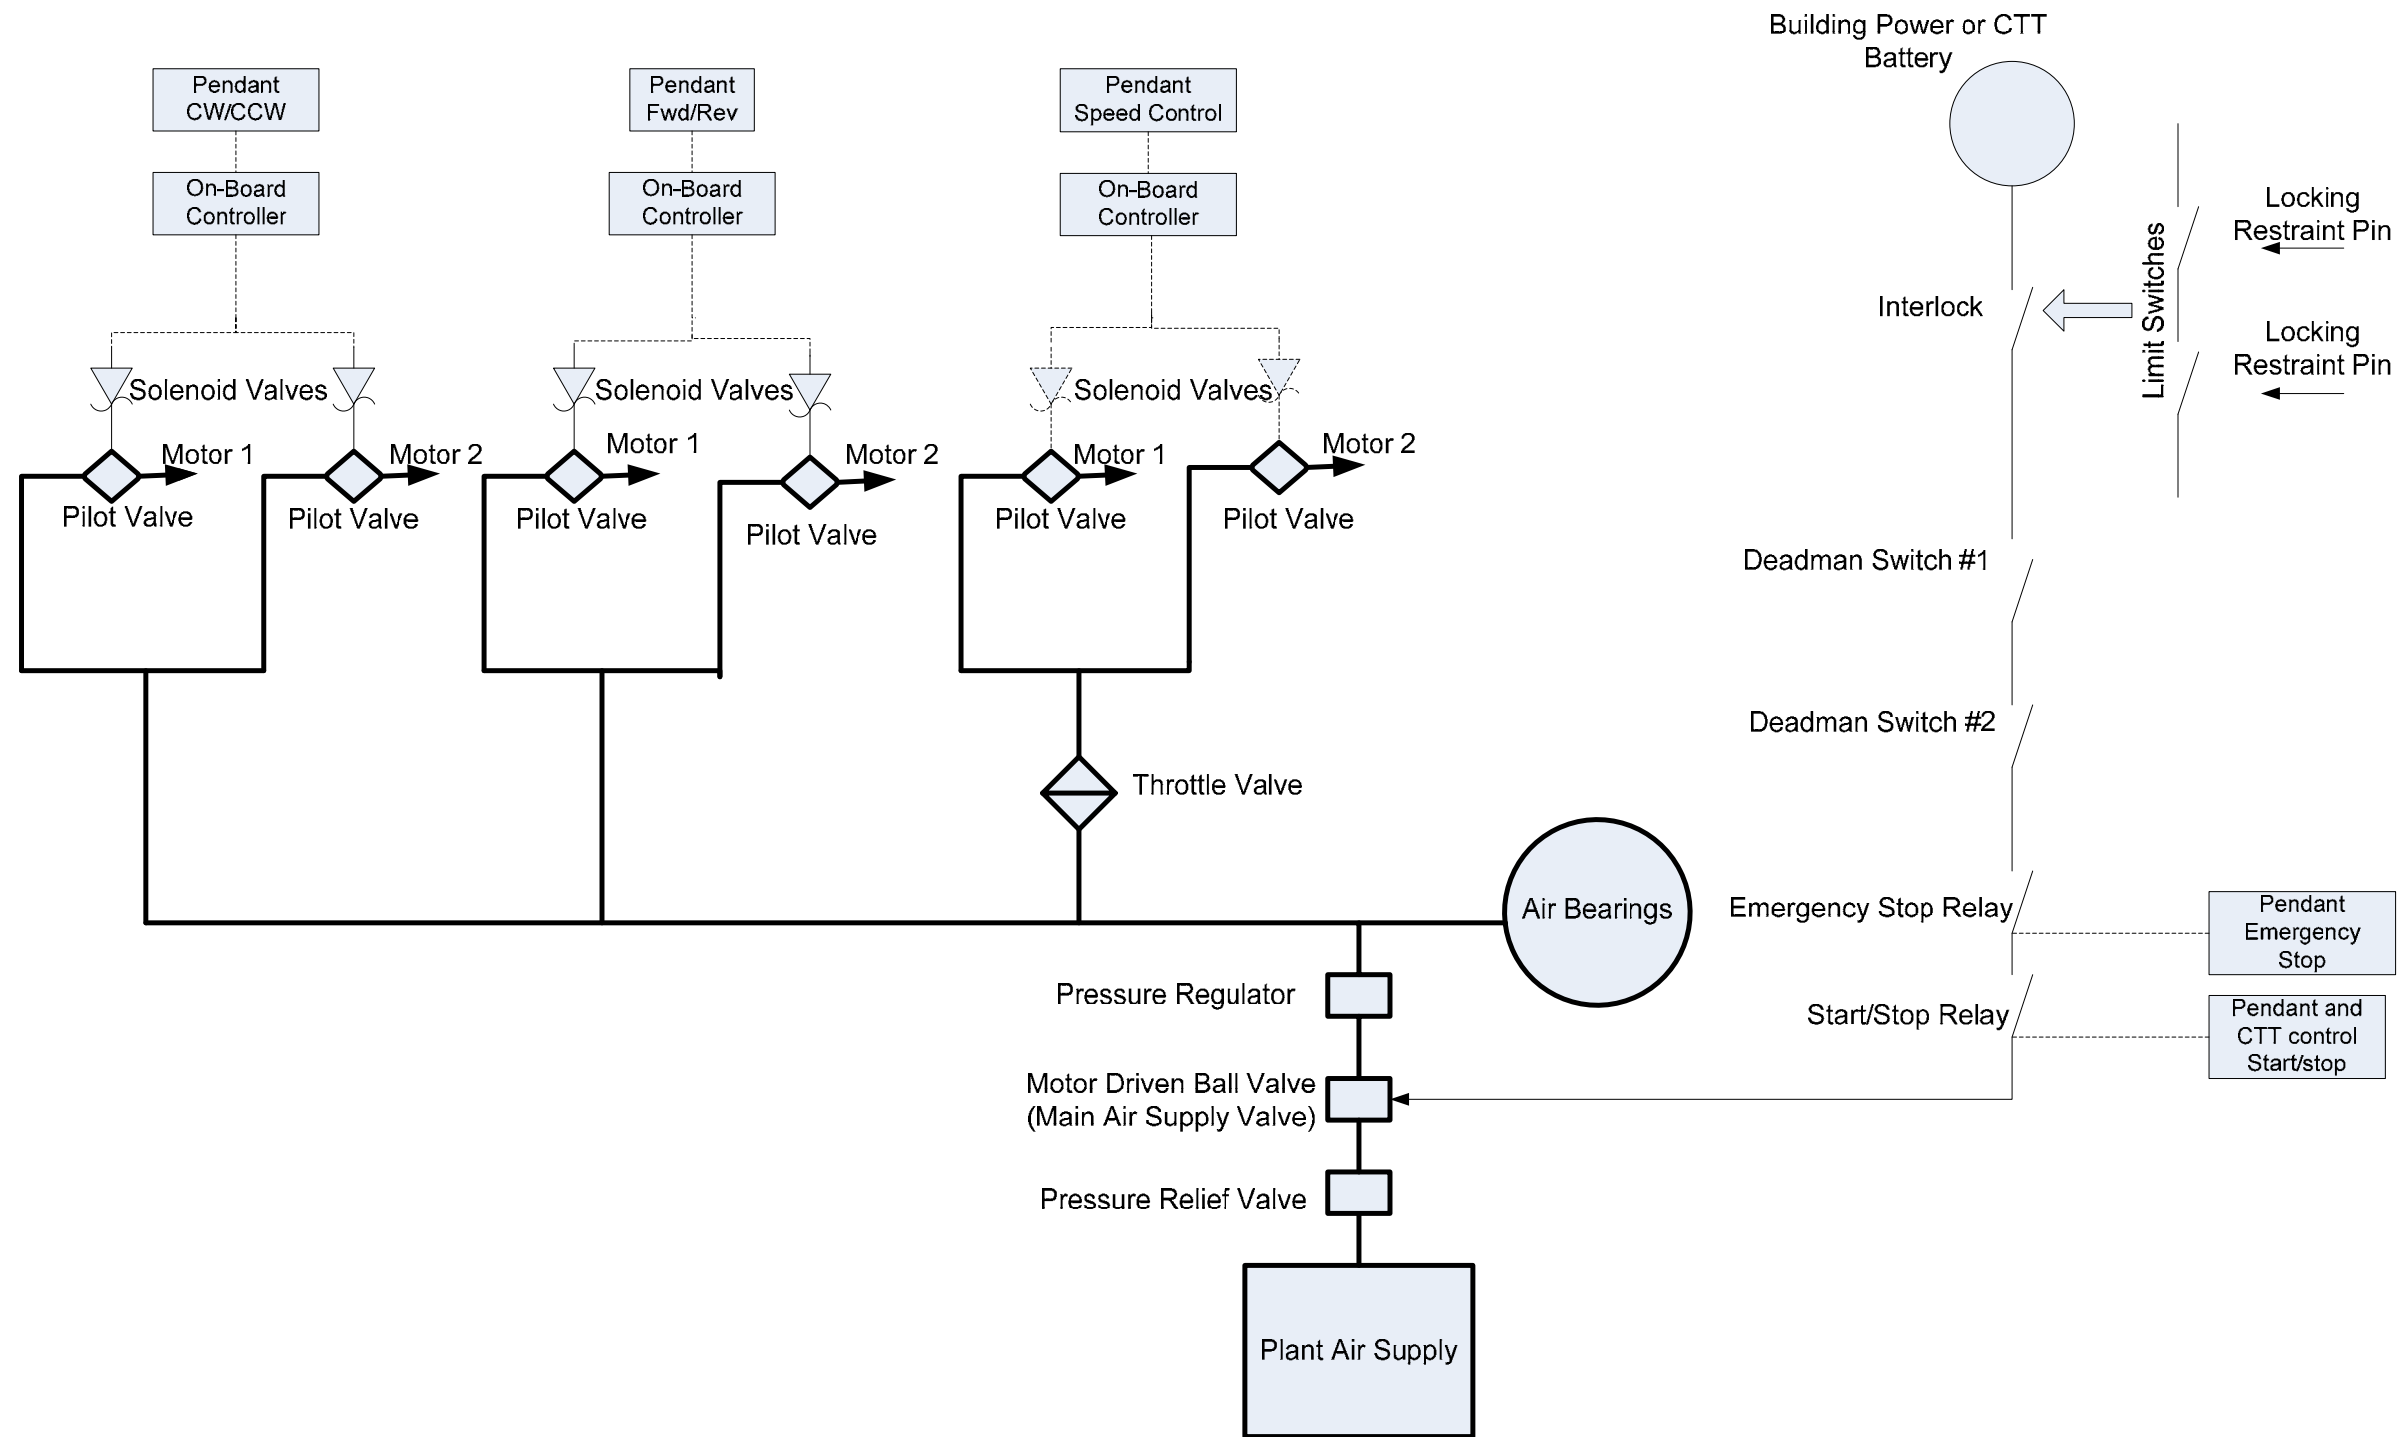 Building Power or CTT
Battery
Pendant
CW/CCW
Pendant
Fwd/Rev
Pendant
Speed Control
On-Board
Controller
On-Board
Controller
On-Board
Controller
Locking
Restraint Pin
Interlock
Limit Switches
Locking
Restraint Pin
Solenoid Valves
Solenoid Valves
Solenoid Valves
Motor 1
Motor 2
Motor 1
Motor 2
Motor 1
Motor 2
Pilot Valve
Pilot Valve
Pilot Valve
Pilot Valve
Pilot Valve
Pilot Valve
Deadman Switch #1
Deadman Switch #2
Throttle Valve
Air Bearings
Emergency Stop Relay
Pendant
Emergency
Stop
Pressure Regulator
Start/Stop Relay
Pendant and
CTT control
Start/stop
Motor Driven Ball Valve
(Main Air Supply Valve)
Pressure Relief Valve
Plant Air Supply